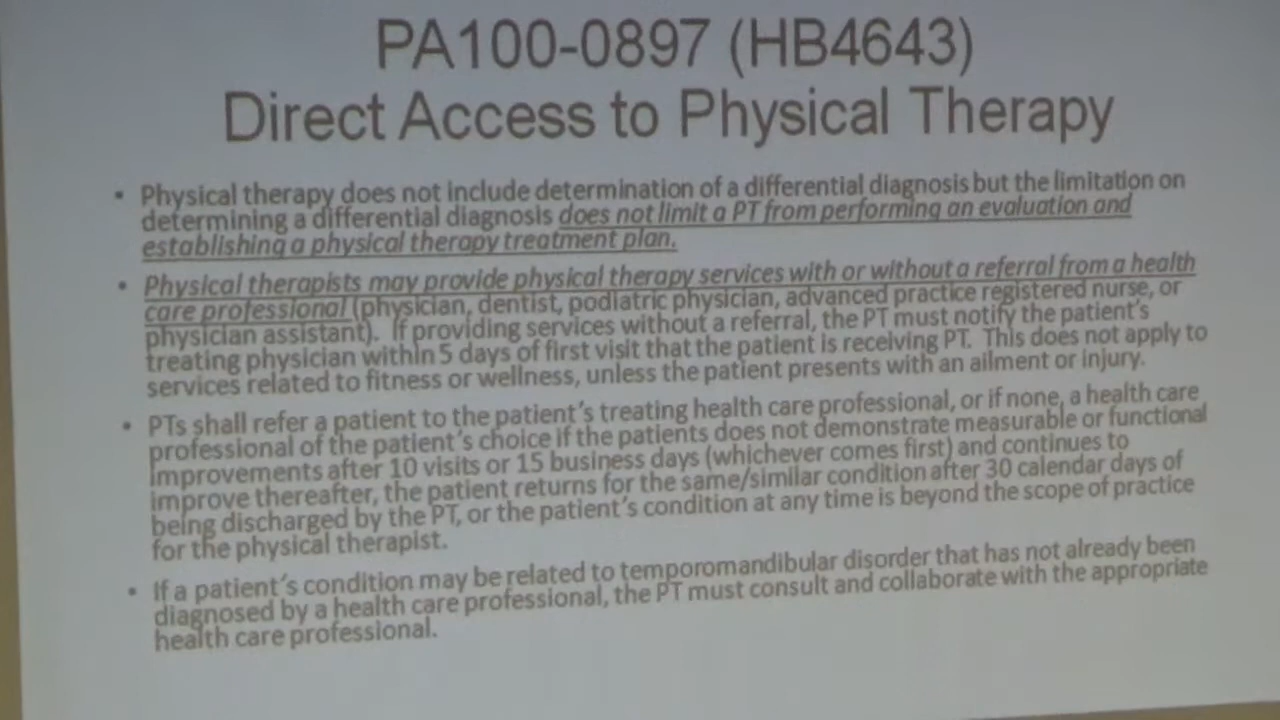 PA100-0897 (HB4643)
Direct Access to Physical Therapy
• Physical therapy does not include determination of a differential diagnosis but the limitation on
determining a differential diagnosis does not limit a PT from performing an evaluation and
establishing a physical therapy treatment plan.
• Physical therapists may provide physical therapy services with or without a referral from a health
care professional (physician, dentist, podiatric physician, advanced practice registered nurse, or
physician assistant). If providing services without a referral, the PT must notify the patient's
treating physician within 5 days of first visit that the patient is receiving PT. This does not apply to
services related to fitness or wellness, unless the patient presents with an ailment or injury.
• PTs shall refer a patient to the patient's treating health care professional, or if none, a health care
professional of the patient's choice if the patients does not demonstrate measurable or functional
improvements after 10 visits or 15 business days (whichever comes first) and continues to
improve thereafter, the patient returns for the same/similar condition after 30 calendar days of
being discharged by the PT, or the patient's condition at any time is beyond the scope of practice
for the physical therapist.
• If a patient's condition may be related to temporomandibular disorder that has not already been
diagnosed by a health care professional, the PT must consult and collaborate with the appropriate
health care professional.